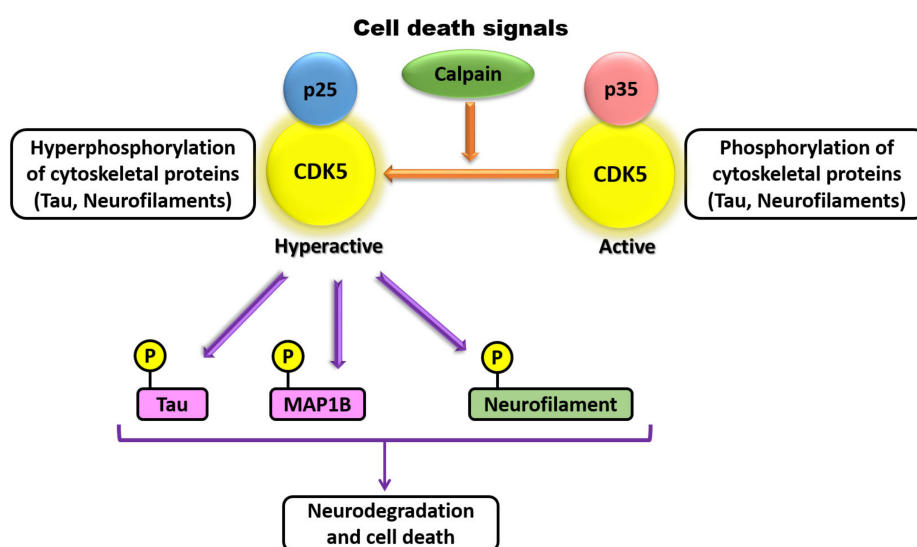 Cell death signals
p25
Calpain
p35
Hyperphosphorylation
of cytoskeletal proteins
(Tau, Neurofilaments)
CDK5
CDK5
Phosphorylation of
cytoskeletal proteins
(Tau, Neurofilaments)
Hyperactive
Active
P
P
P
Tau
MAP1B
Neurofilament
Neurodegradation
and cell death